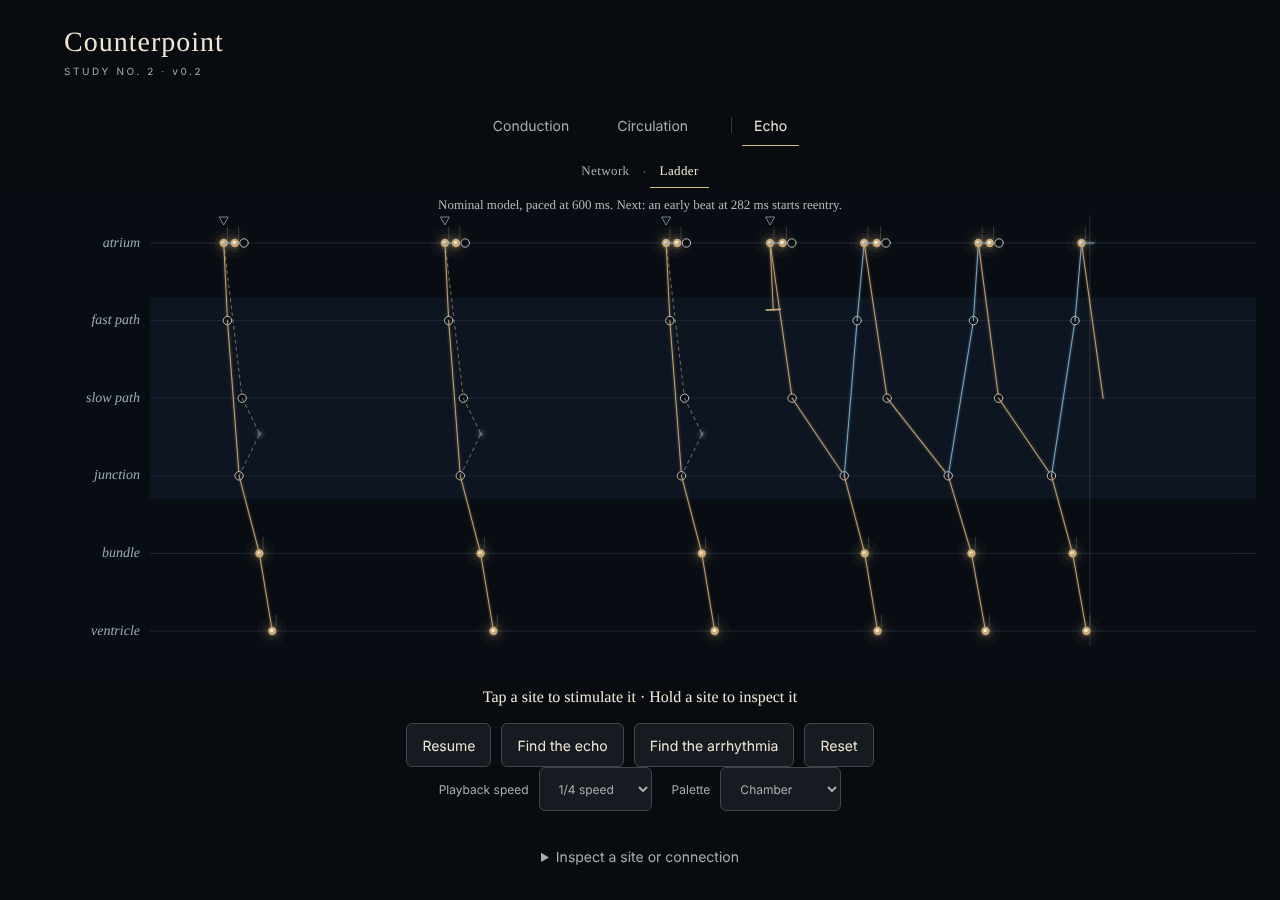 Counterpoint
STUDY NO. 2 · v0.2
Conduction Circulation Echo
Network · Ladder
Nominal model, paced at 600 ms. Next: an early beat at 282 ms starts reentry.
atrium
fast path
slow path
junction
bundle
ventricle
Tap a site to stimulate it · Hold a site to inspect it
Resume Find the echo Find the arrhythmia Reset
Playback speed 1/4 speed Palette Chamber
Inspect a site or connection